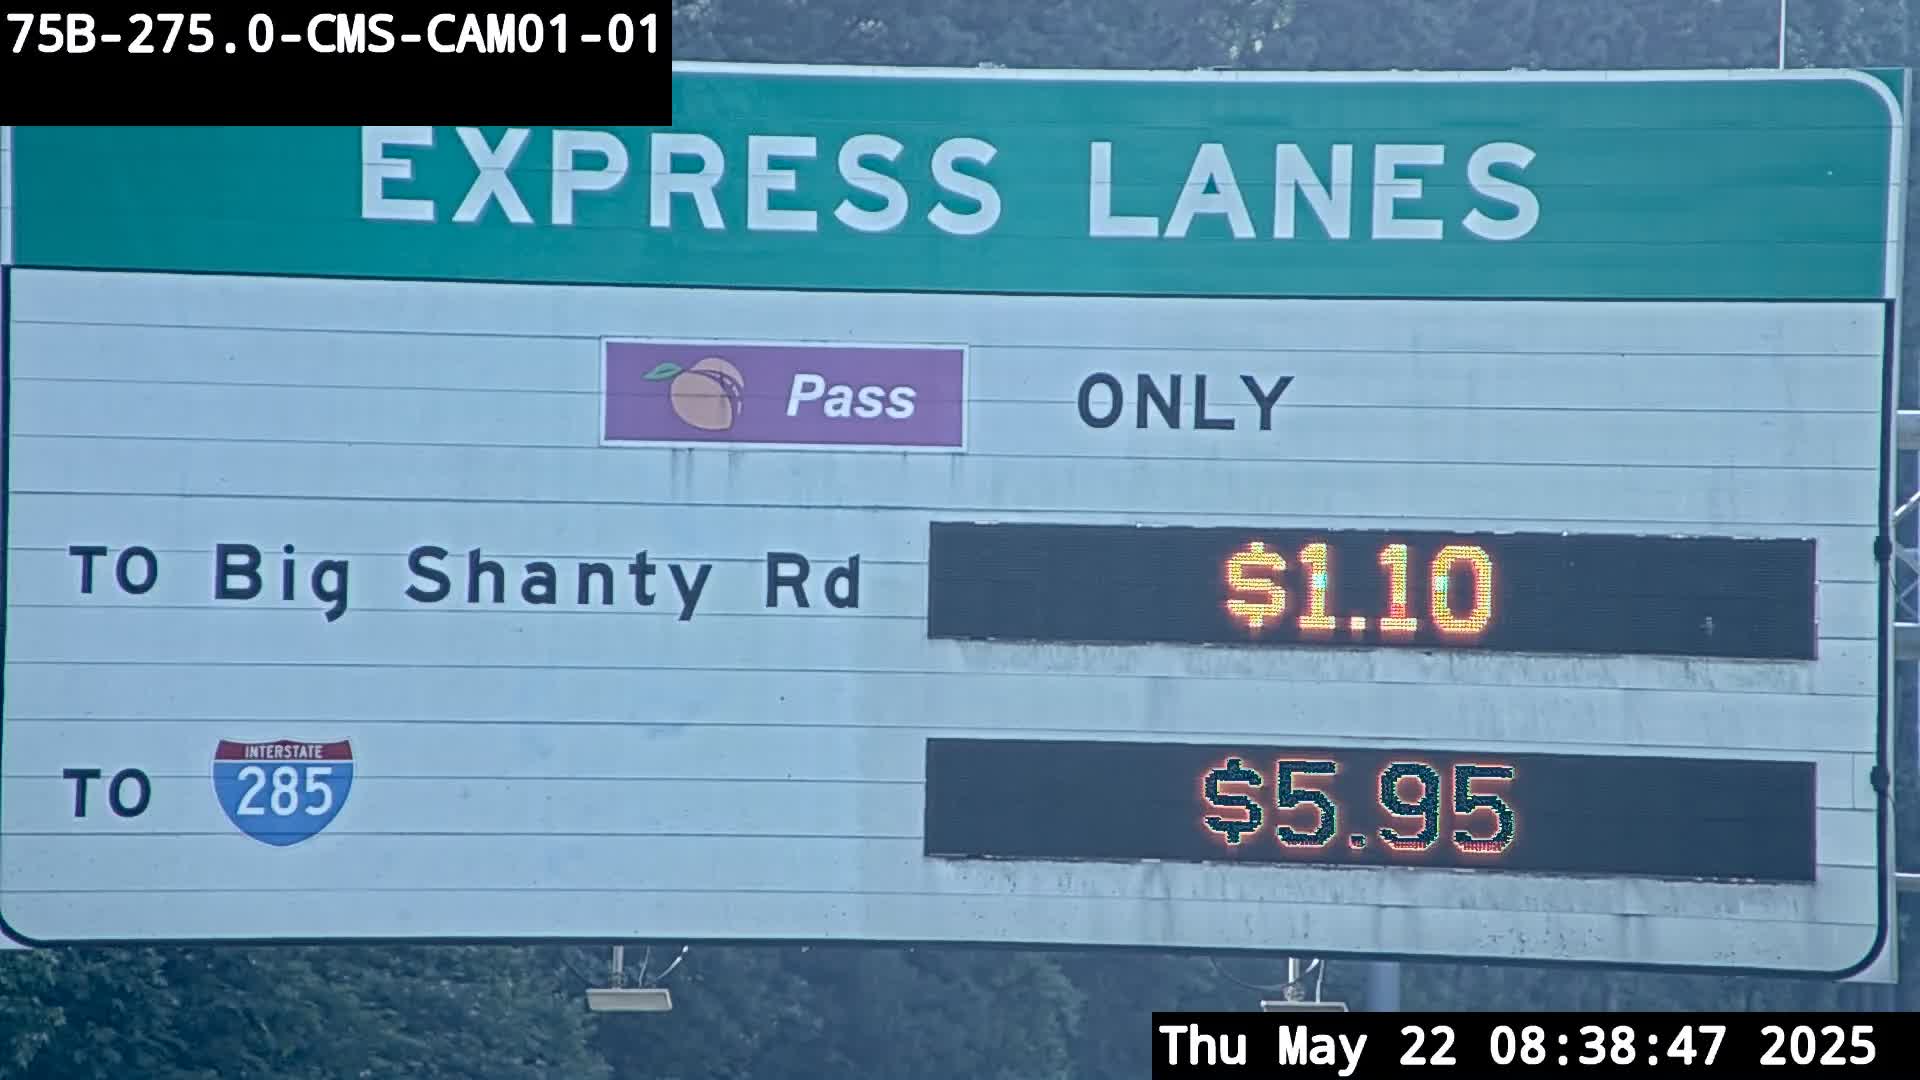 75B-275.0-CMS-CAM01-01
EXPRESS LANES
Pass ONLY
TO Big Shanty Rd $1.10
INTERSTATE
TO 285 $5.95
Thu May 22 08:38:47 2025